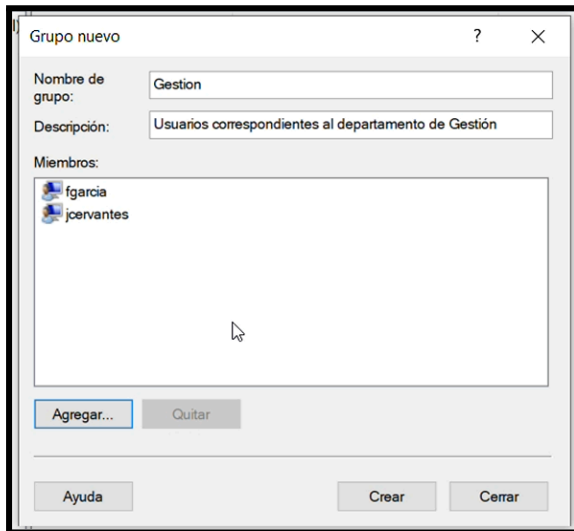 Grupo nuevo
?
Nombre de
grupo:
Gestion
Descripción:
Usuarios correspondientes al departamento de Gestión
Miembros:
fgarcia
jcervantes
Agregar...
Quitar
Ayuda
Crear
Cerrar